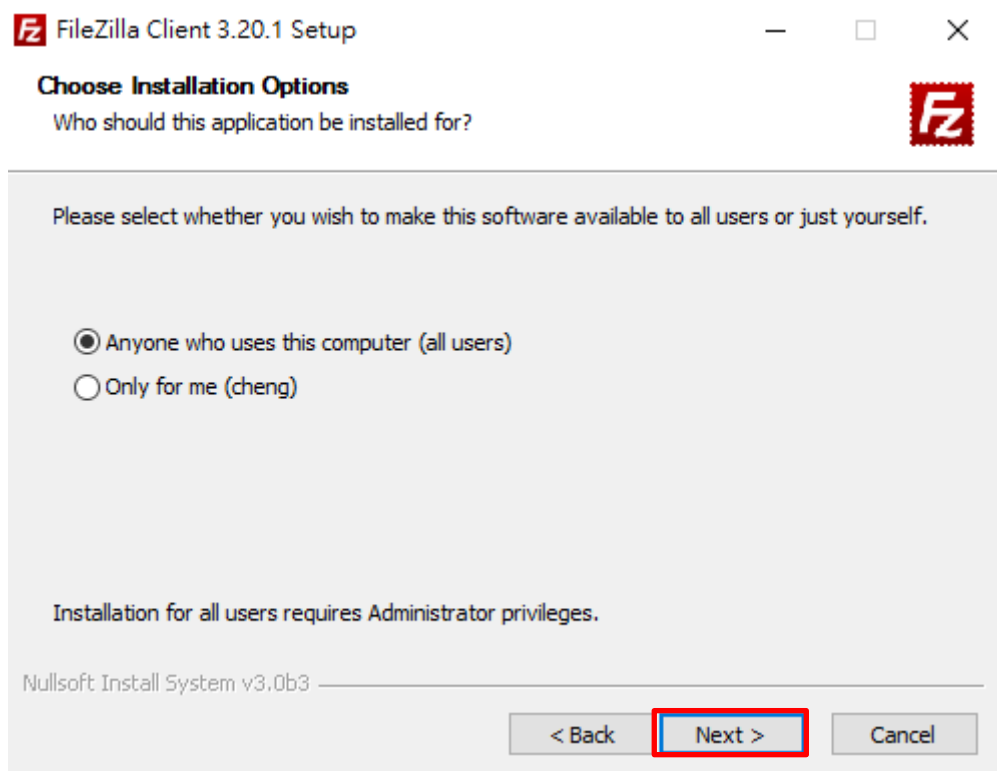 FileZilla Client 3.20.1 Setup
Choose Installation Options
Who should this application be installed for?
Please select whether you wish to make this software available to all users or just yourself.
Anyone who uses this computer (all users)
Only for me (cheng)
Installation for all users requires Administrator privileges.
Nullsoft Install System v3.0b3
< Back Next > Cancel